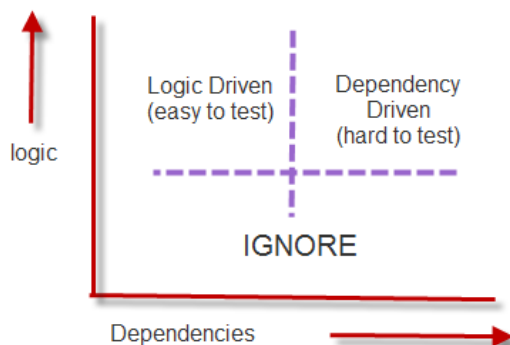 Logic Driven
(easy to test)
Dependency
Driven
(hard to test)
logic
IGNORE
Dependencies